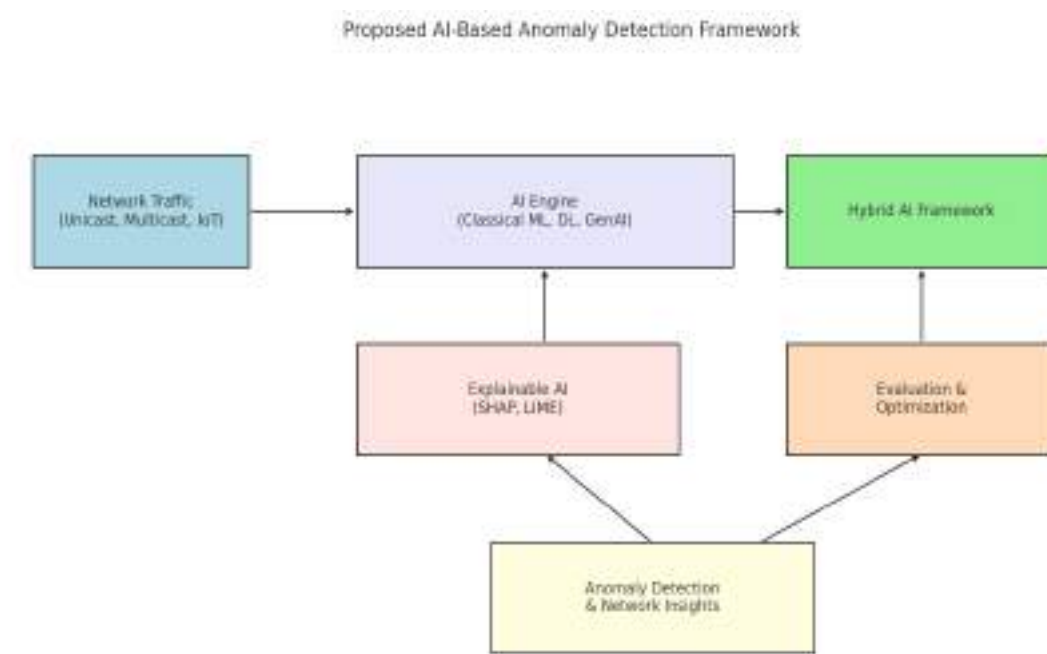 Proposed AI-Based Anomaly Detection Framework
Network Traffic
(Unicast, Multicast, IoT)
AI Engine
(Classical ML, DL, GenAI)
Hybrid AI Framework
Explainable AI
(SHAP, LIME)
Evaluation &
Optimization
Anomaly Detection
& Network Insights